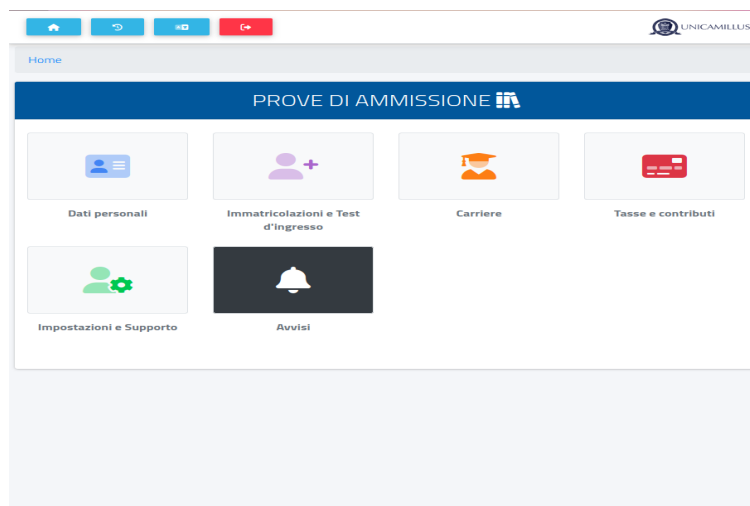 UNICAMILLUS
Home
PROVE DI AMMISSIONE
Dati personali
Immatricolazioni e Test
d'ingresso
Carriere
Tasse e contributi
Impostazioni e Supporto
Avvisi